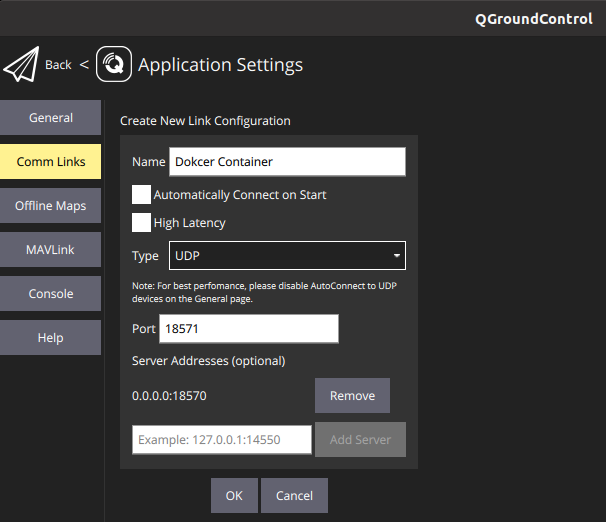 QGroundControl
Back < Application Settings
General
Comm Links
Offline Maps
MAVLink
Console
Help
Create New Link Configuration
Name Dokcer Container
Automatically Connect on Start
High Latency
Type UDP
Note: For best perfomance, please disable AutoConnect to UDP
devices on the General page.
Port 18571
Server Addresses (optional)
0.0.0.0:18570 Remove
Example: 127.0.0.1:14550 Add Server
OK Cancel